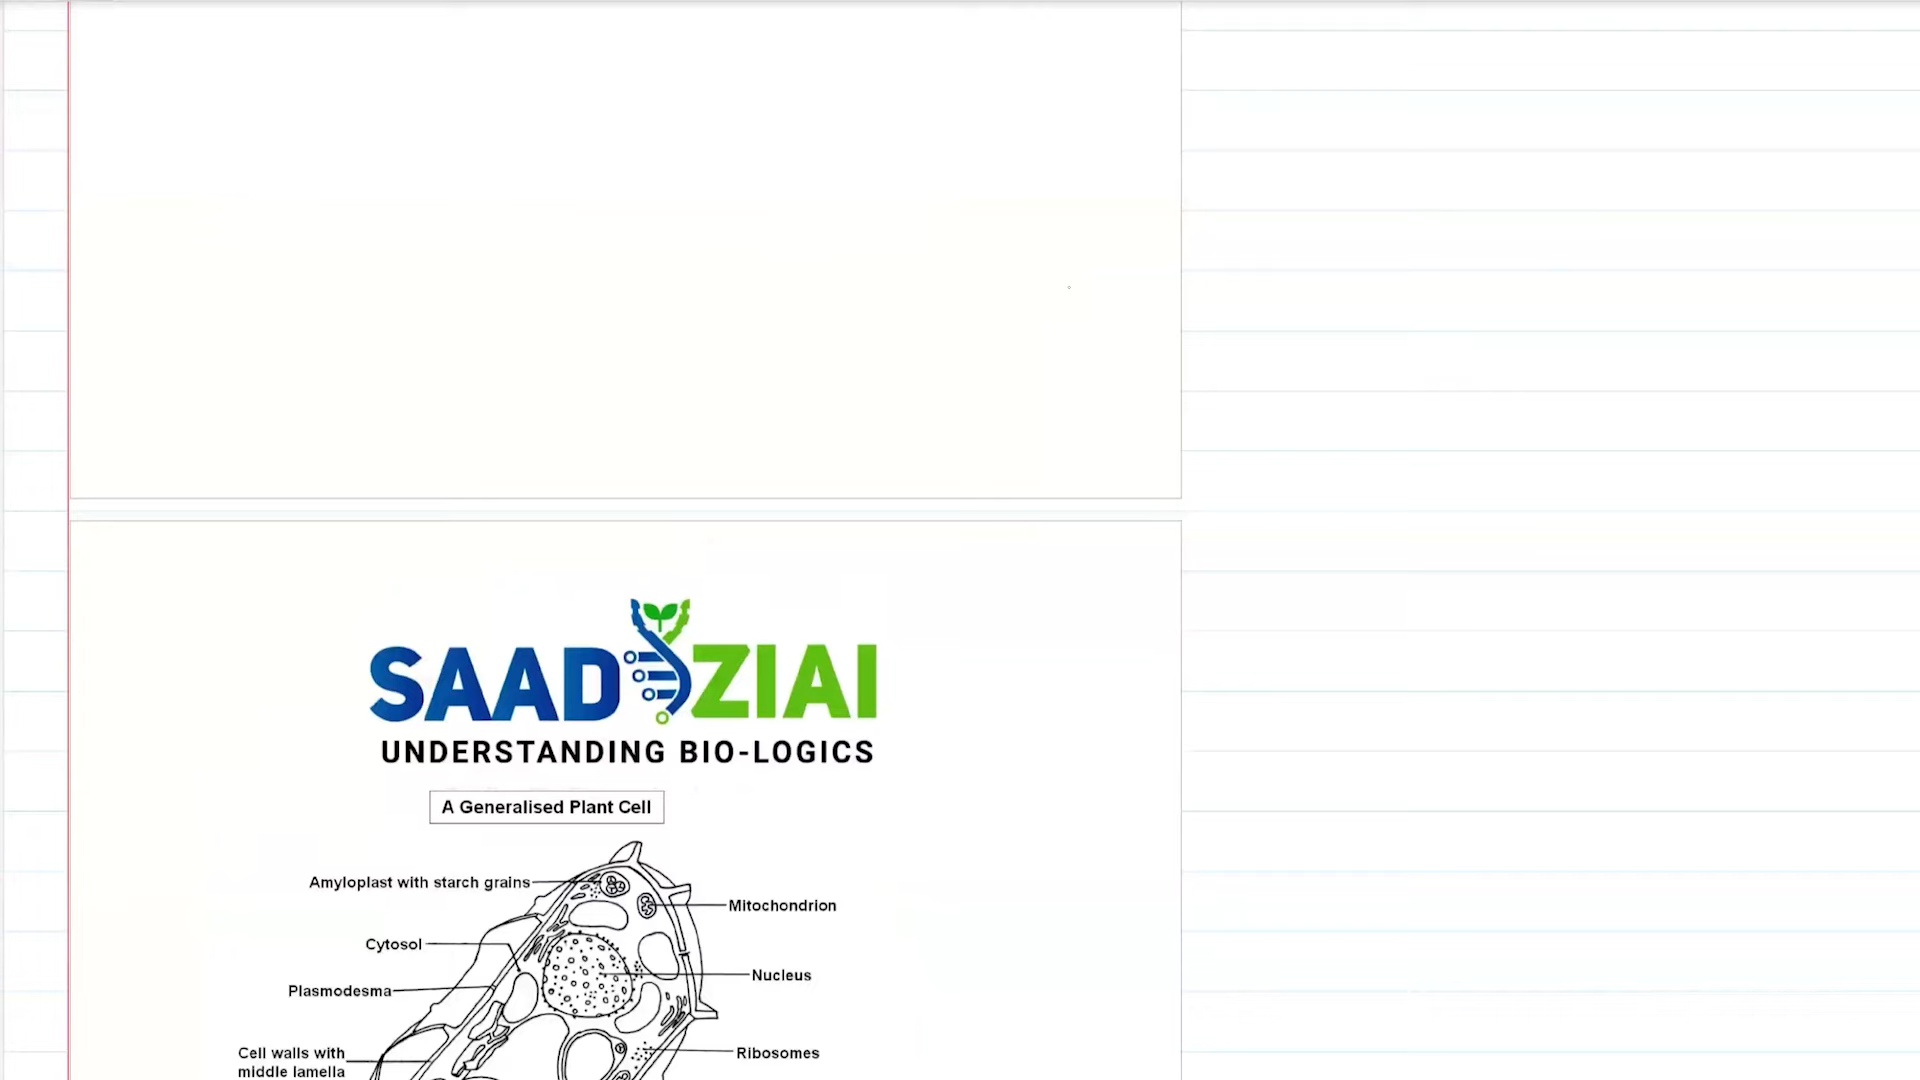 SAAD ZIAI
UNDERSTANDING BIO-LOGICS
A Generalised Plant Cell
Amyloplast with starch grains
Mitochondrion
Cytosol
Nucleus
Plasmodesma
Cell walls with
middle lamella
Ribosomes